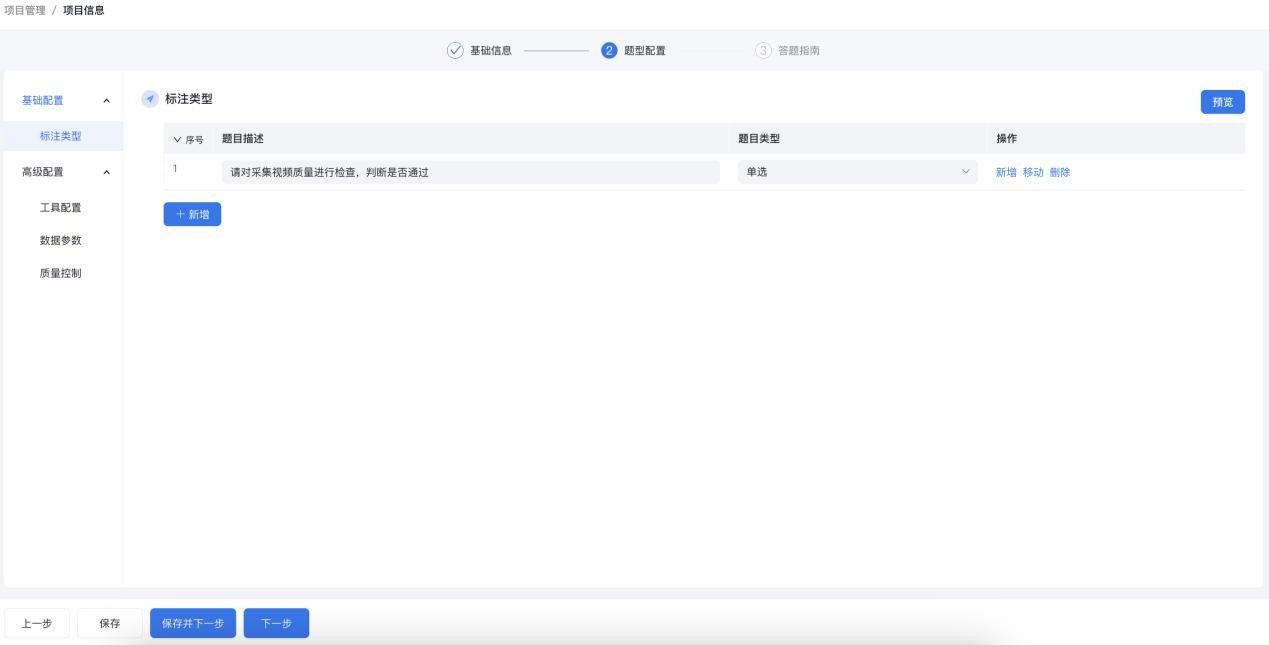 项目管理 / 项目信息
基础信息 2 题型配置 3 答题指南
基础配置
标注类型
高级配置
工具配置
数据参数
质量控制
标注类型
预览
序号 题目描述 题目类型 操作
1 请对采集视频质量进行检查，判断是否通过 单选 新增 移动 删除
+ 新增
上一步 保存 保存并下一步 下一步